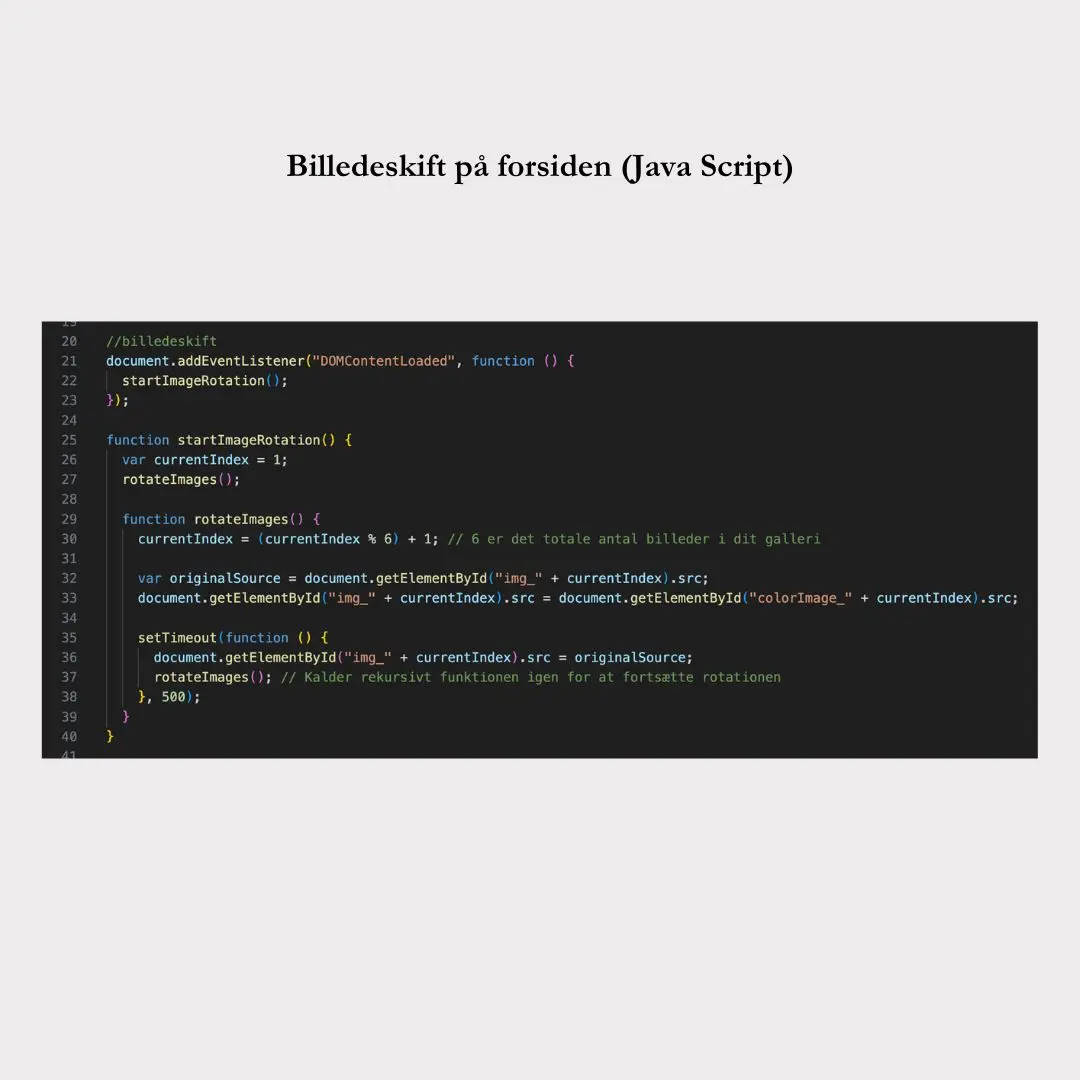 Billedeskift på forsiden (Java Script)
19
20 //billedeskift
21 document.addEventListener("DOMContentLoaded", function () {
22 startImageRotation();
23 });
24
25 function startImageRotation() {
26 var currentIndex = 1;
27 rotateImages();
28
29 function rotateImages() {
30 currentIndex = (currentIndex % 6) + 1; // 6 er det totale antal billeder i dit galleri
31
32 var originalSource = document.getElementById("img_" + currentIndex).src;
33 document.getElementById("img_" + currentIndex).src = document.getElementById("colorImage_" + currentIndex).src;
34
35 setTimeout(function () {
36 document.getElementById("img_" + currentIndex).src = originalSource;
37 rotateImages(); // Kalder rekursivt funktionen igen for at fortsætte rotationen
38 }, 500);
39 }
40 }
41